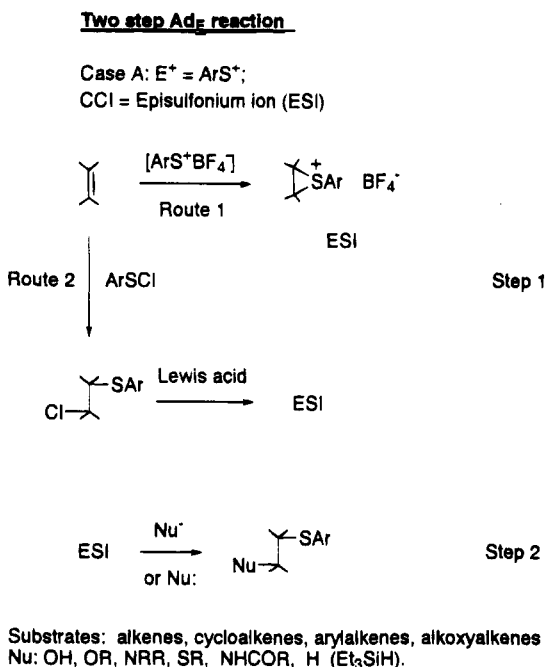 Two step AdE reaction
Case A: E+ = ArS+;
CCI = Episulfonium ion (ESI)
[ArS+BF4-]
Route 1
+
SAr BF4-
ESI
Route 2 ArSCl
Step 1
SAr
Cl
Lewis acid
ESI
ESI
Nu-
or Nu:
SAr
Nu
Step 2
Substrates: alkenes, cycloalkenes, arylalkenes, alkoxyalkenes
Nu: OH, OR, NRR, SR, NHCOR, H (Et3SiH).